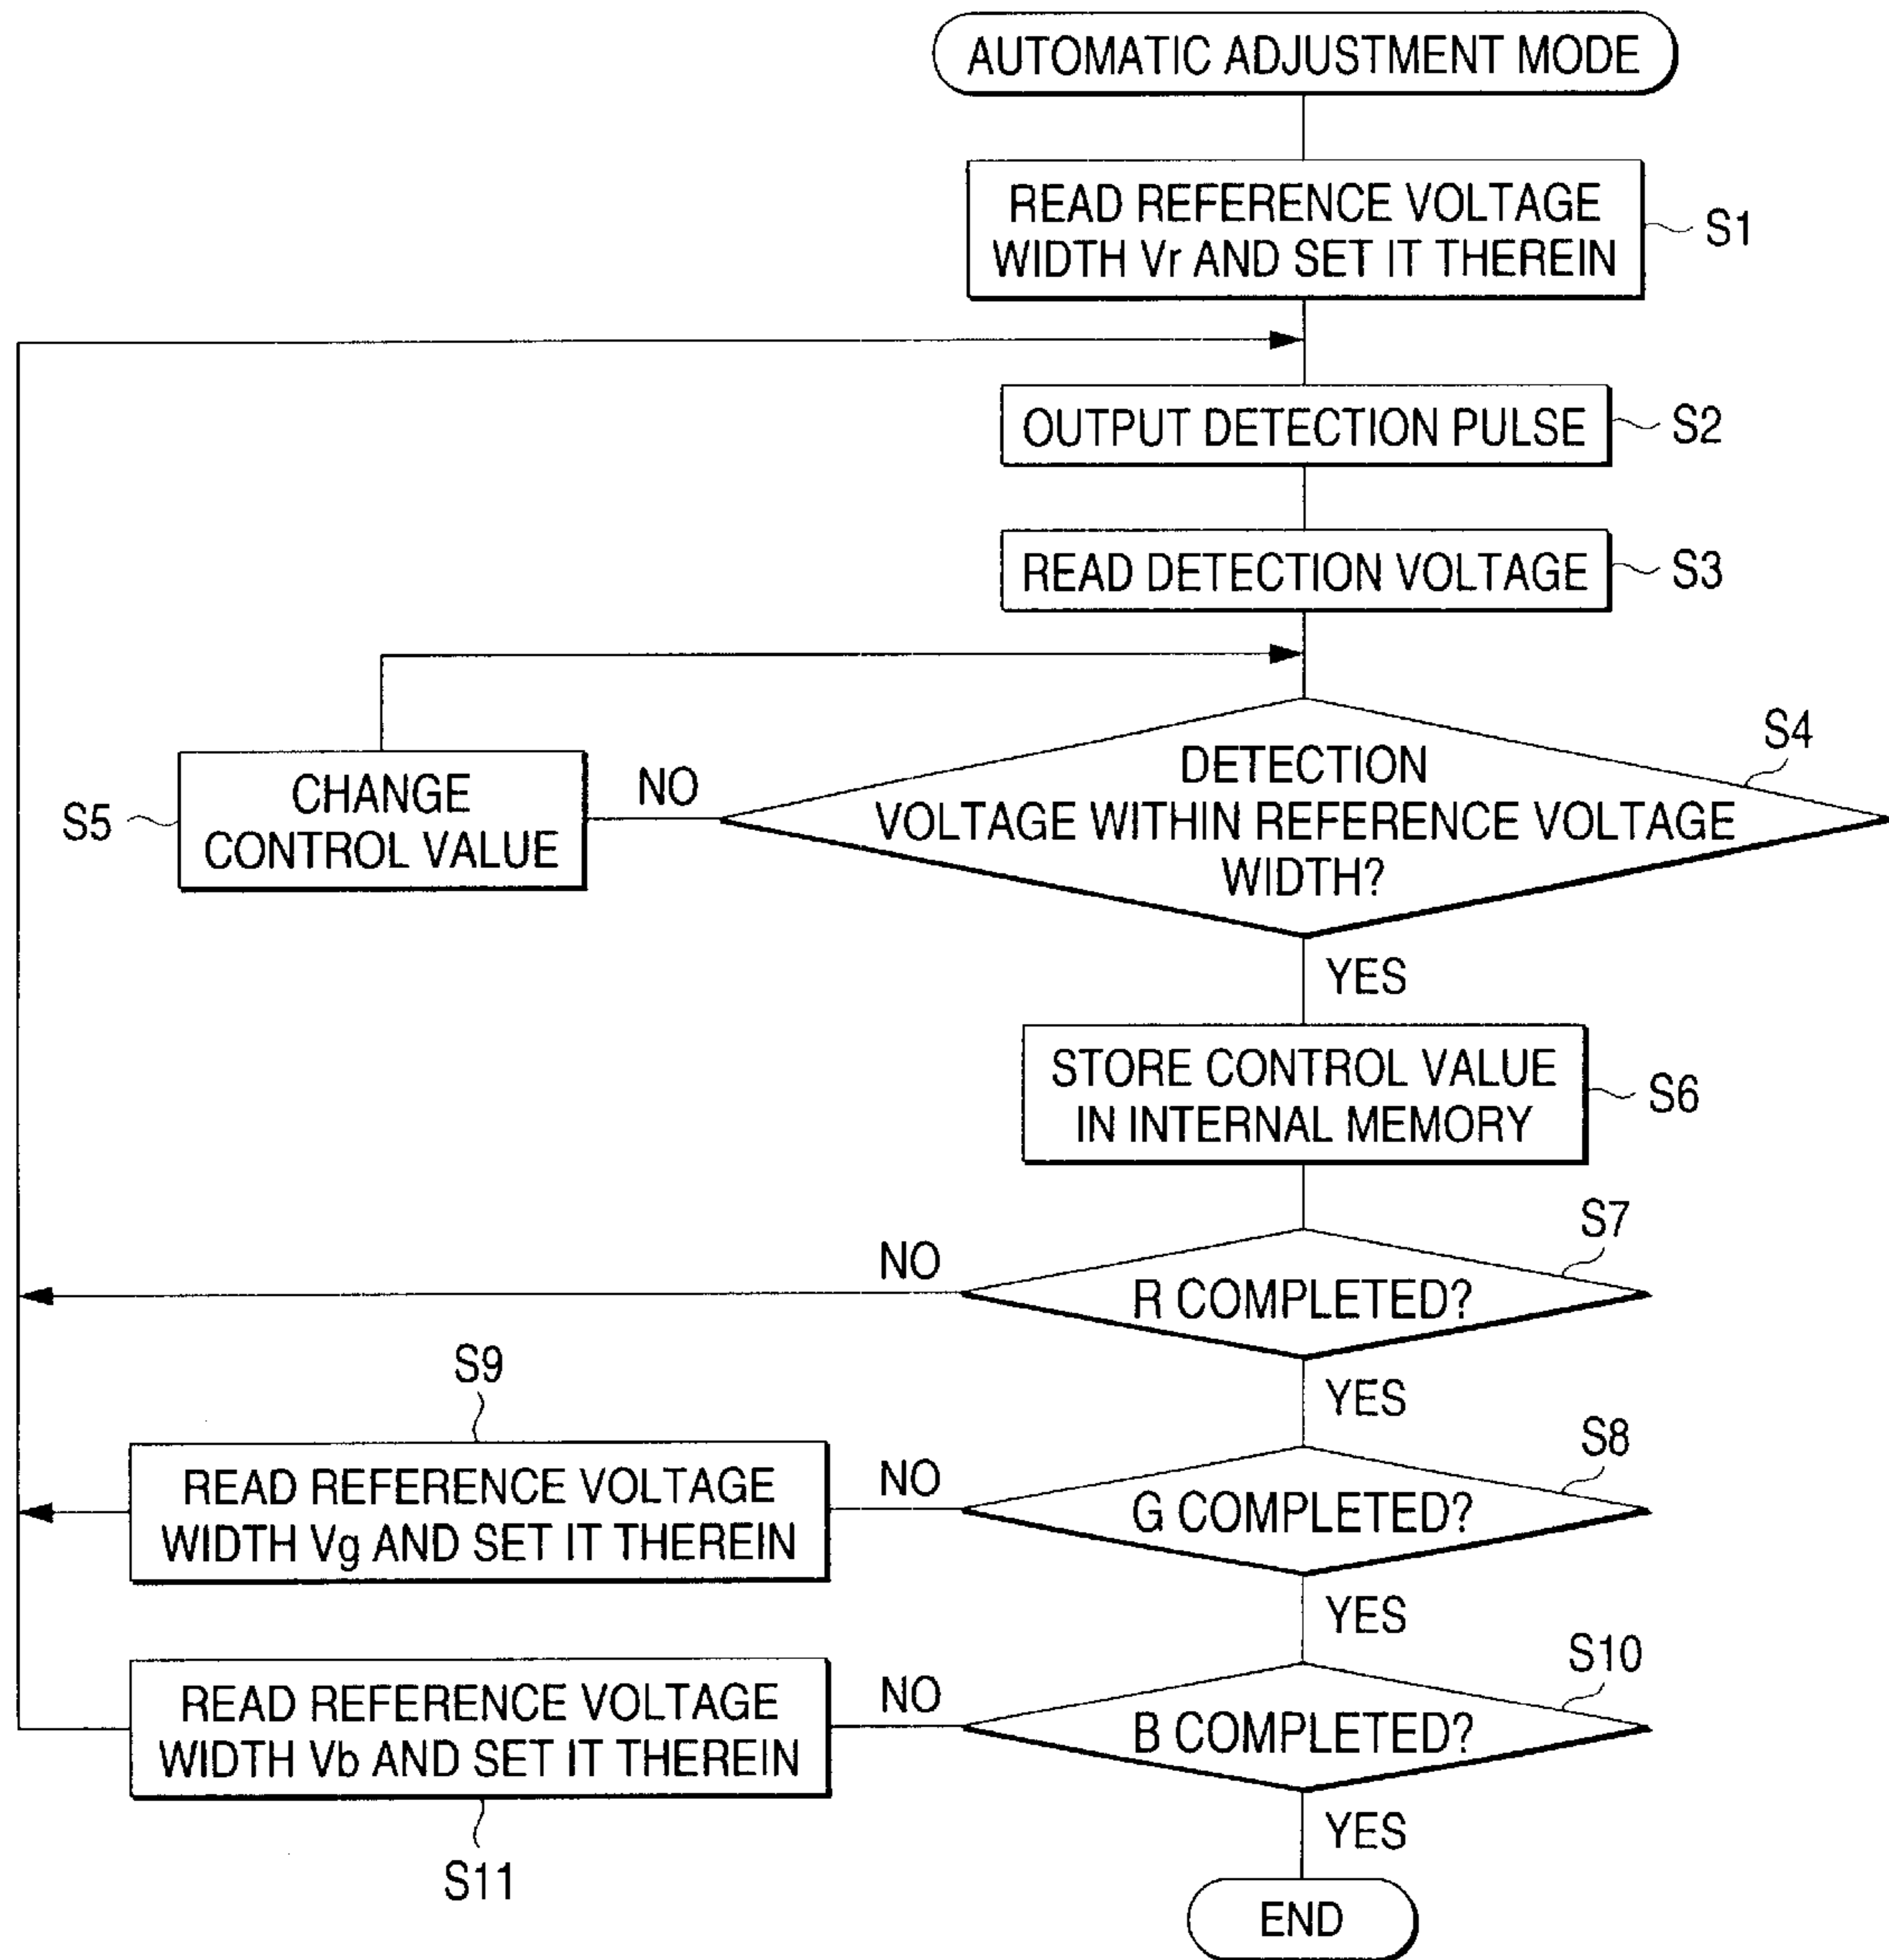 AUTOMATIC ADJUSTMENT MODE
READ REFERENCE VOLTAGE
WIDTH Vr AND SET IT THEREIN
S1
OUTPUT DETECTION PULSE
S2
READ DETECTION VOLTAGE
S3
S4
DETECTION
VOLTAGE WITHIN REFERENCE VOLTAGE
WIDTH?
NO
S5
CHANGE
CONTROL VALUE
YES
STORE CONTROL VALUE
IN INTERNAL MEMORY
S6
S7
R COMPLETED?
NO
YES
S8
G COMPLETED?
NO
S9
READ REFERENCE VOLTAGE
WIDTH Vg AND SET IT THEREIN
YES
S10
B COMPLETED?
NO
READ REFERENCE VOLTAGE
WIDTH Vb AND SET IT THEREIN
S11
YES
END